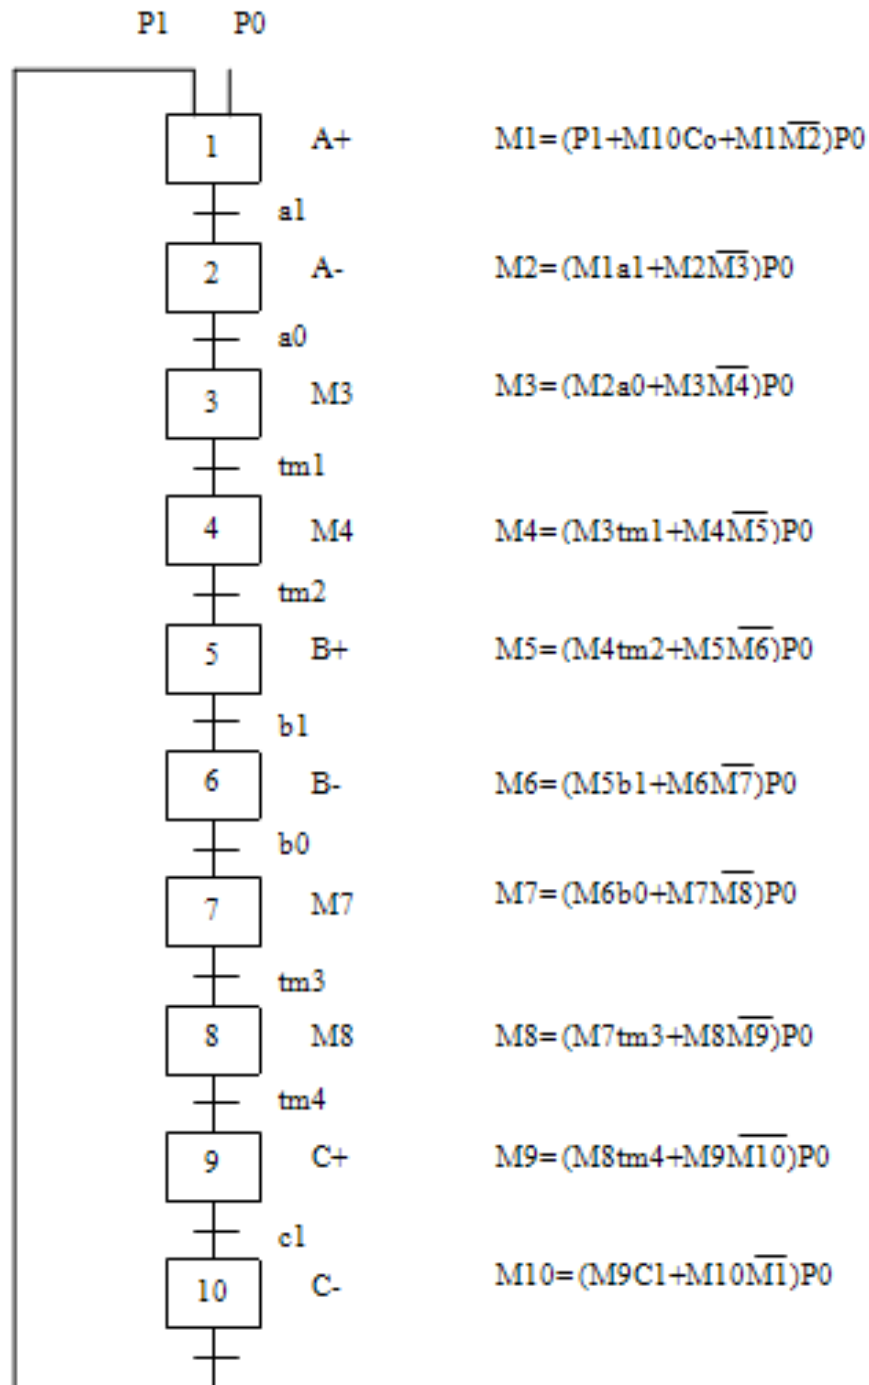 P1 P0
1 A+ M1=(P1+M10Co+M1M̅2̅)P0
a1
2 A- M2=(M1a1+M2M̅3̅)P0
a0
3 M3 M3=(M2a0+M3M̅4̅)P0
tm1
4 M4 M4=(M3tm1+M4M̅5̅)P0
tm2
5 B+ M5=(M4tm2+M5M̅6̅)P0
b1
6 B- M6=(M5b1+M6M̅7̅)P0
b0
7 M7 M7=(M6b0+M7M̅8̅)P0
tm3
8 M8 M8=(M7tm3+M8M̅9̅)P0
tm4
9 C+ M9=(M8tm4+M9M̅1̅0̅)P0
c1
10 C- M10=(M9C1+M10M̅1̅)P0